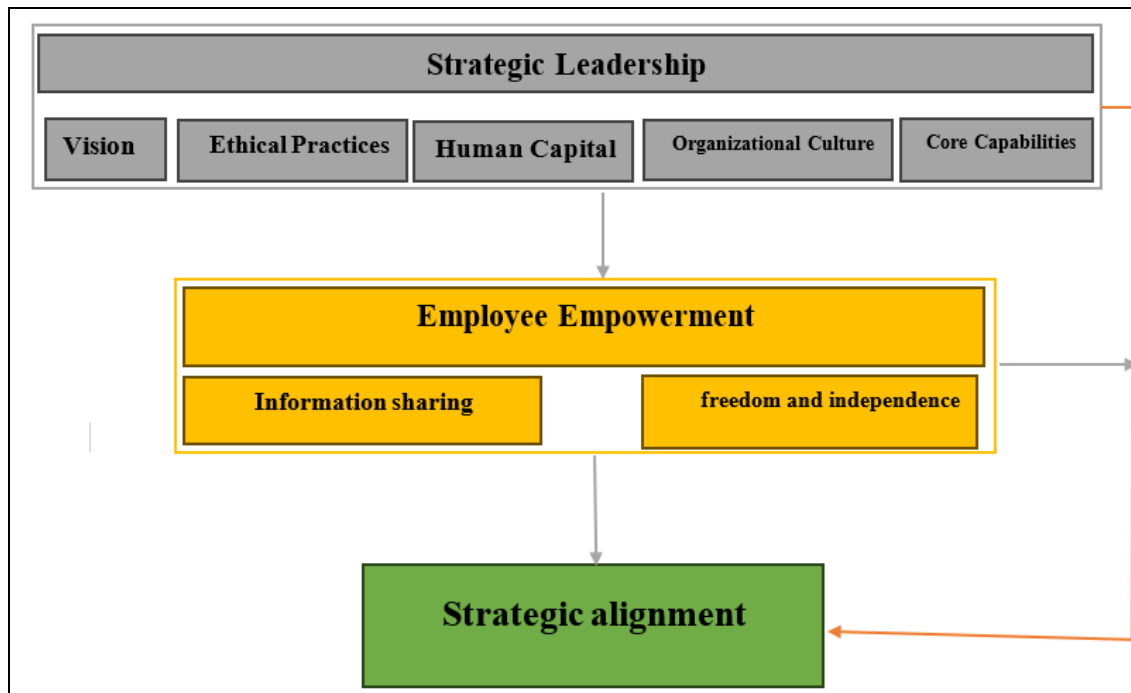 Strategic Leadership
Vision
Ethical Practices
Human Capital
Organizational Culture
Core Capabilities
Employee Empowerment
Information sharing
freedom and independence
Strategic alignment